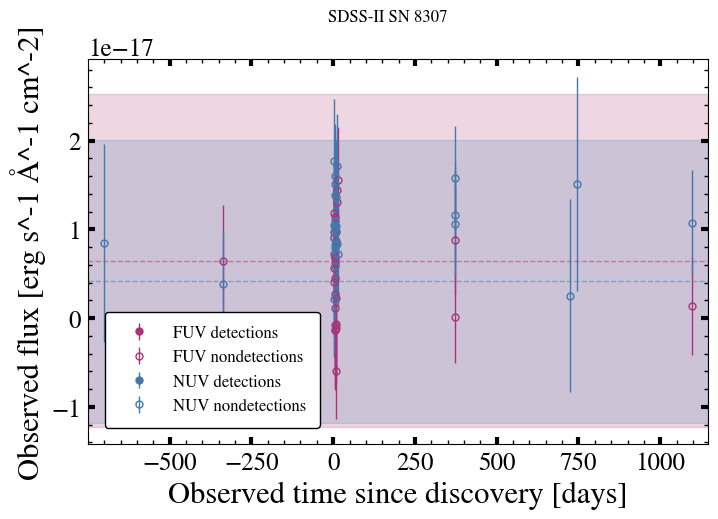 SDSS-II SN 8307
1e−17
Observed flux [erg s^-1 Å^-1 cm^-2]
2
1
0
−1
FUV detections
FUV nondetections
NUV detections
NUV nondetections
−500 −250 0 250 500 750 1000
Observed time since discovery [days]